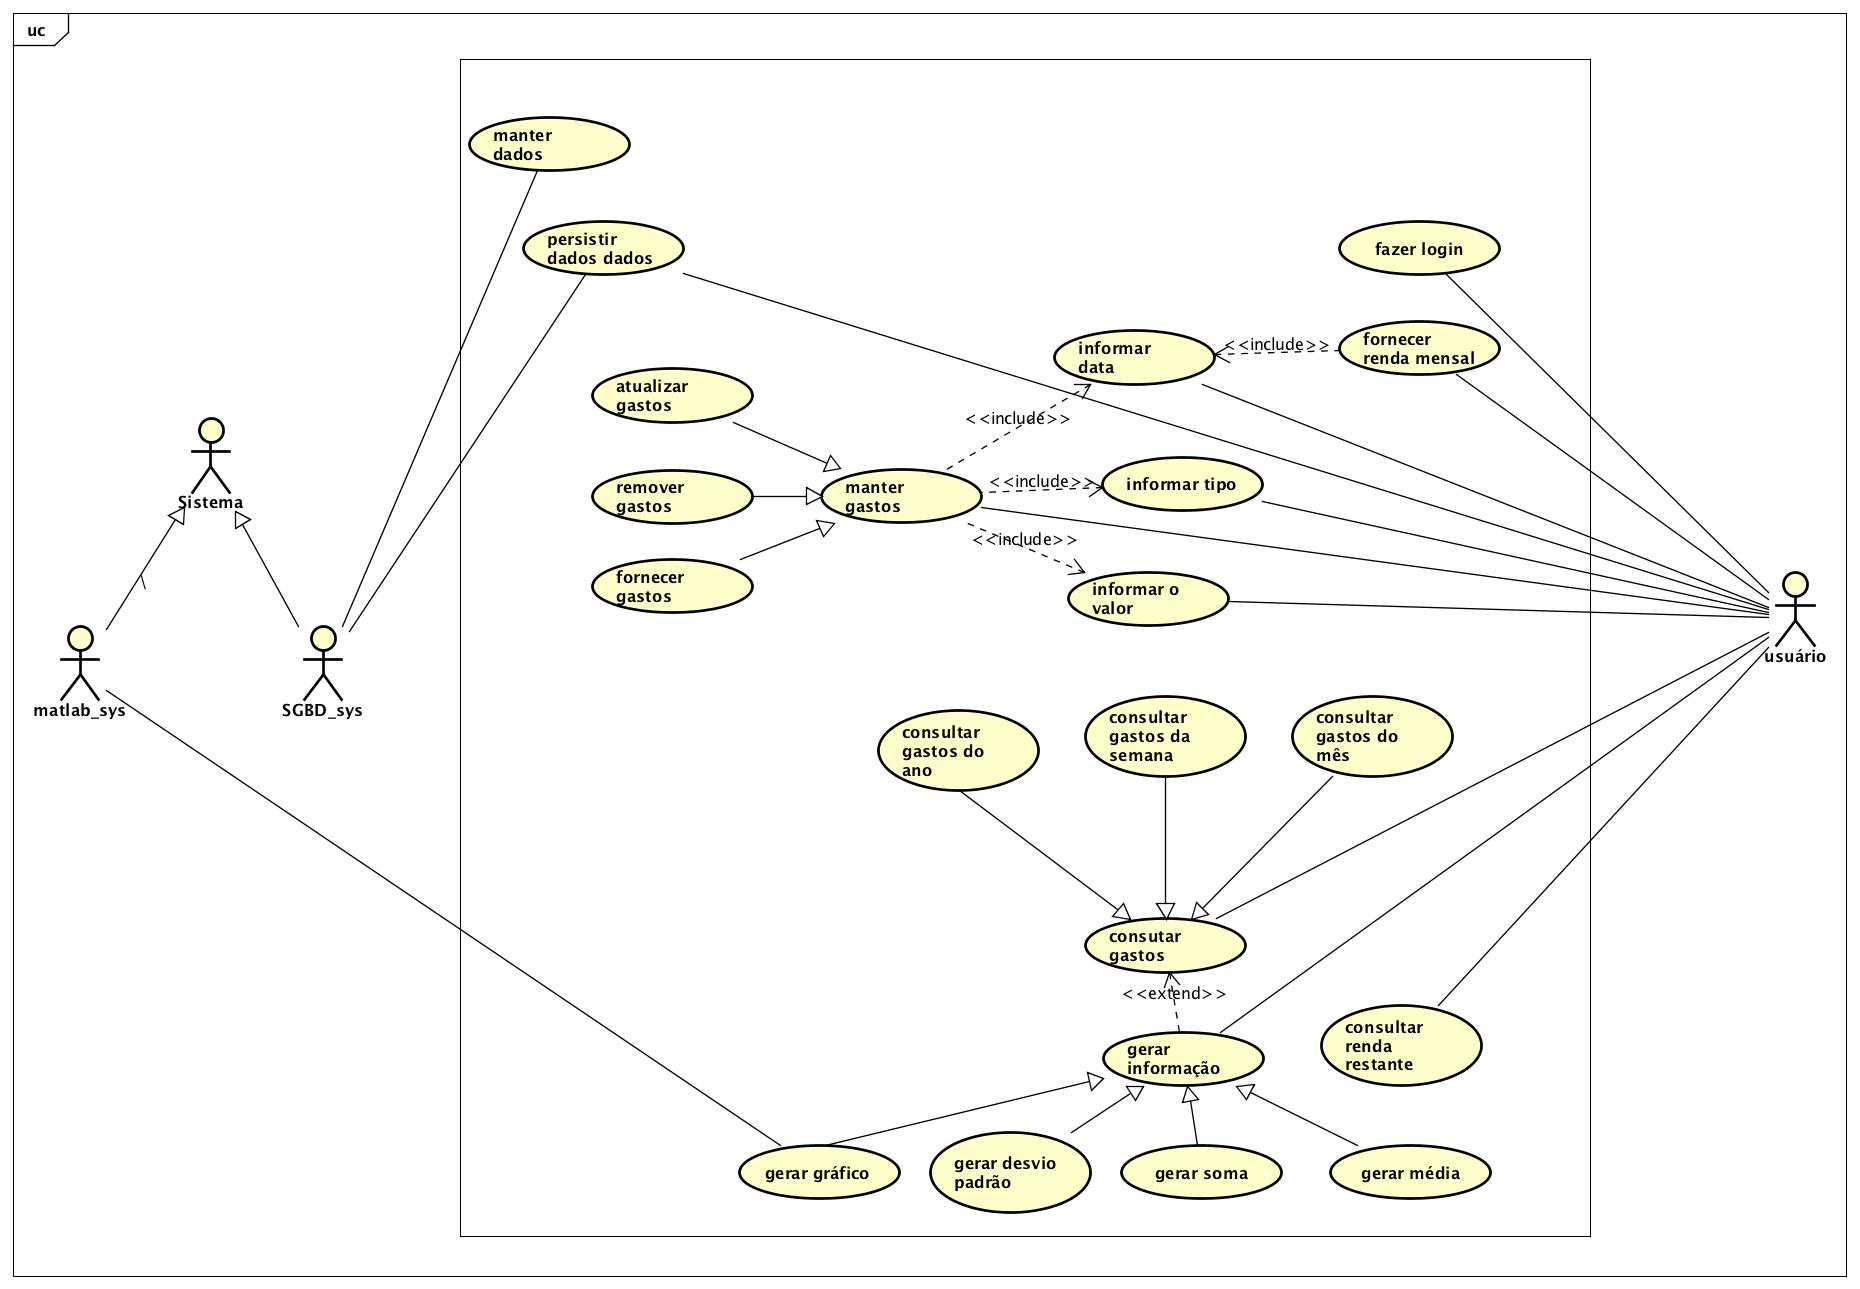 uc
manter
dados
persistir
dados dados
fazer login
informar
data
<<include>>
fornecer
renda mensal
atualizar
gastos
<<include>>
Sistema
remover
gastos
manter
gastos
<<include>>
informar tipo
<<include>>
fornecer
gastos
informar o
valor
usuário
matlab_sys
SGBD_sys
consultar
gastos do
ano
consultar
gastos da
semana
consultar
gastos do
mês
consutar
gastos
<<extend>>
gerar
informação
consultar
renda
restante
gerar gráfico
gerar desvio
padrão
gerar soma
gerar média